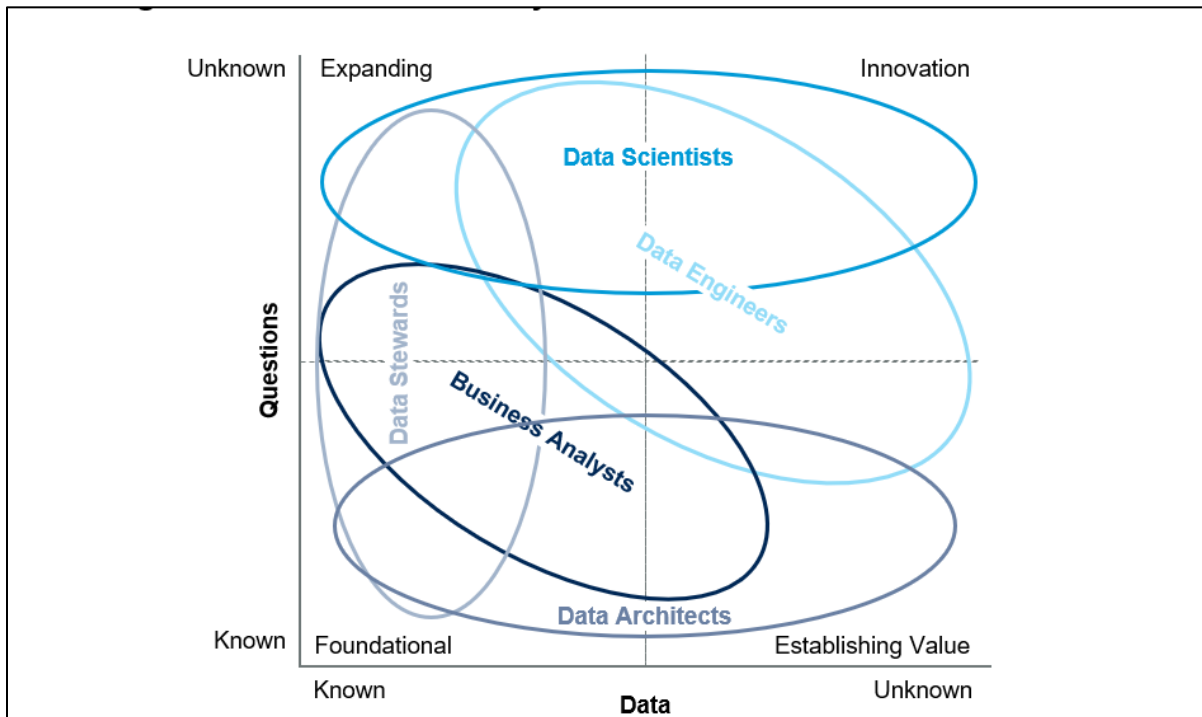 Unknown
Expanding
Innovation
Data Scientists
Data Engineers
Data Stewards
Questions
Business Analysts
Data Architects
Known
Foundational
Establishing Value
Known
Data
Unknown